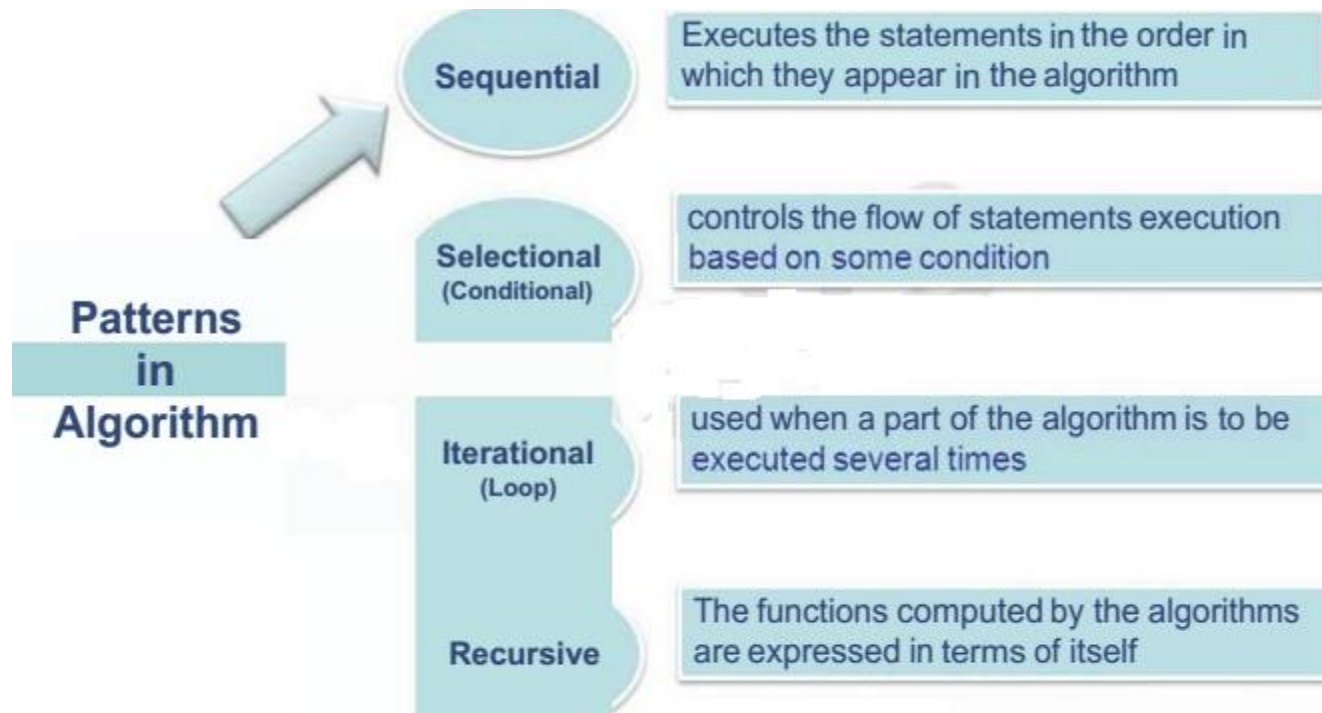 Sequential
Executes the statements in the order in
which they appear in the algorithm
Selectional
(Conditional)
controls the flow of statements execution
based on some condition
Patterns
in
Algorithm
Iterational
(Loop)
used when a part of the algorithm is to be
executed several times
Recursive
The functions computed by the algorithms
are expressed in terms of itself